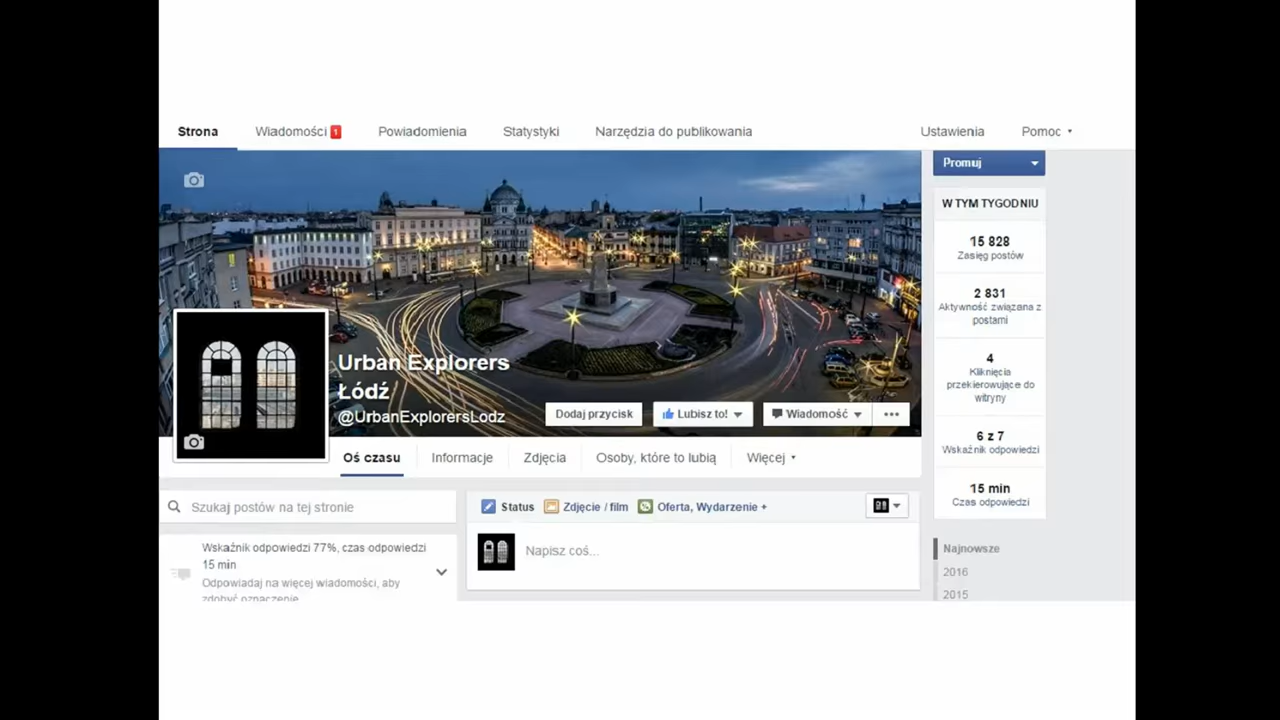 Strona
Wiadomości 1
Powiadomienia
Statystyki
Narzędzia do publikowania
Ustawienia
Pomoc
Promuj
W TYM TYGODNIU
15 828
Zasięg postów
2 831
Aktywność związana z
postami
4
Kliknięcia
przekierowujące do
witryny
6 z 7
Wskaźnik odpowiedzi
15 min
Czas odpowiedzi
Urban Explorers
Łódź
@UrbanExplorersLodz
Dodaj przycisk
Lubisz to!
Wiadomość
Oś czasu
Informacje
Zdjęcia
Osoby, które to lubią
Więcej
Szukaj postów na tej stronie
Status
Zdjęcie / film
Oferta, Wydarzenie +
Napisz coś...
Wskaźnik odpowiedzi 77%, czas odpowiedzi
15 min
Odpowiadaj na więcej wiadomości, aby
zdobyć oznaczenie
Najnowsze
2016
2015